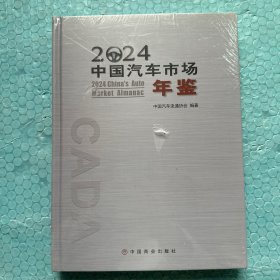 2024
中国汽车市场
2024 China's Auto
Market Almanac
年鉴
中国汽车流通协会 编著
CADA
中国商业出版社